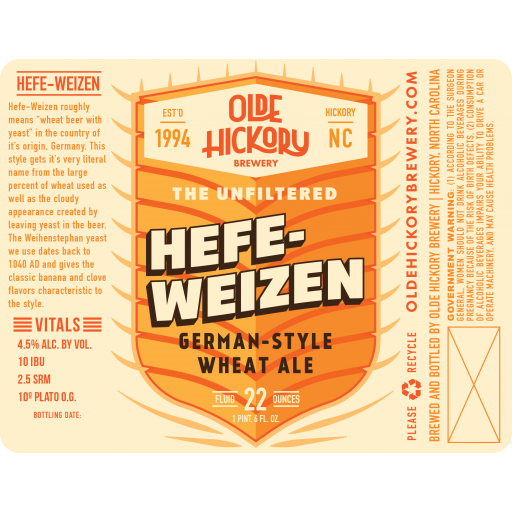 HEFE-WEIZEN
Hefe-Weizen roughly
means "wheat beer with
yeast" in the country of
it's origin, Germany. This
style gets it's very literal
name from the large
percent of wheat used as
well as the cloudy
appearance created by
leaving yeast in the beer.
The Weihenstephan yeast
we use dates back to
1040 AD and gives the
classic banana and clove
flavors characteristic to
the style.
VITALS
4.5% ALC. BY VOL.
10 IBU
2.5 SRM
10º PLATO O.G.
BOTTLING DATE:
EST'D
1994
OLDE
HICKORY
BREWERY
HICKORY
NC
THE UNFILTERED
HEFE-
WEIZEN
GERMAN-STYLE
WHEAT ALE
FLUID 22 OUNCES
1 PINT, 6 FL. OZ.
PLEASE RECYCLE OLDEHICKORYBREWERY.COM
BREWED AND BOTTLED BY OLDE HICKORY BREWERY | HICKORY, NORTH CAROLINA
GOVERNMENT WARNING: (1) ACCORDING TO THE SURGEON
GENERAL, WOMEN SHOULD NOT DRINK ALCOHOLIC BEVERAGES DURING
PREGNANCY BECAUSE OF THE RISK OF BIRTH DEFECTS. (2) CONSUMPTION
OF ALCOHOLIC BEVERAGES IMPAIRS YOUR ABILITY TO DRIVE A CAR OR
OPERATE MACHINERY, AND MAY CAUSE HEALTH PROBLEMS.